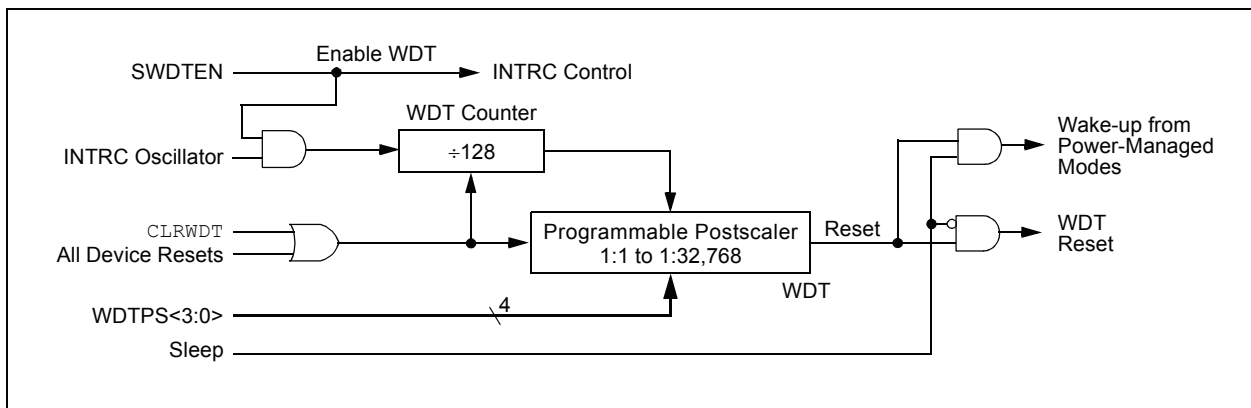 Enable WDT
SWDTEN
INTRC Control
WDT Counter
INTRC Oscillator
÷128
Wake-up from
Power-Managed
Modes
CLRWDT
All Device Resets
Programmable Postscaler
1:1 to 1:32,768
Reset
WDT
Reset
WDT
WDTPS<3:0>
4
Sleep